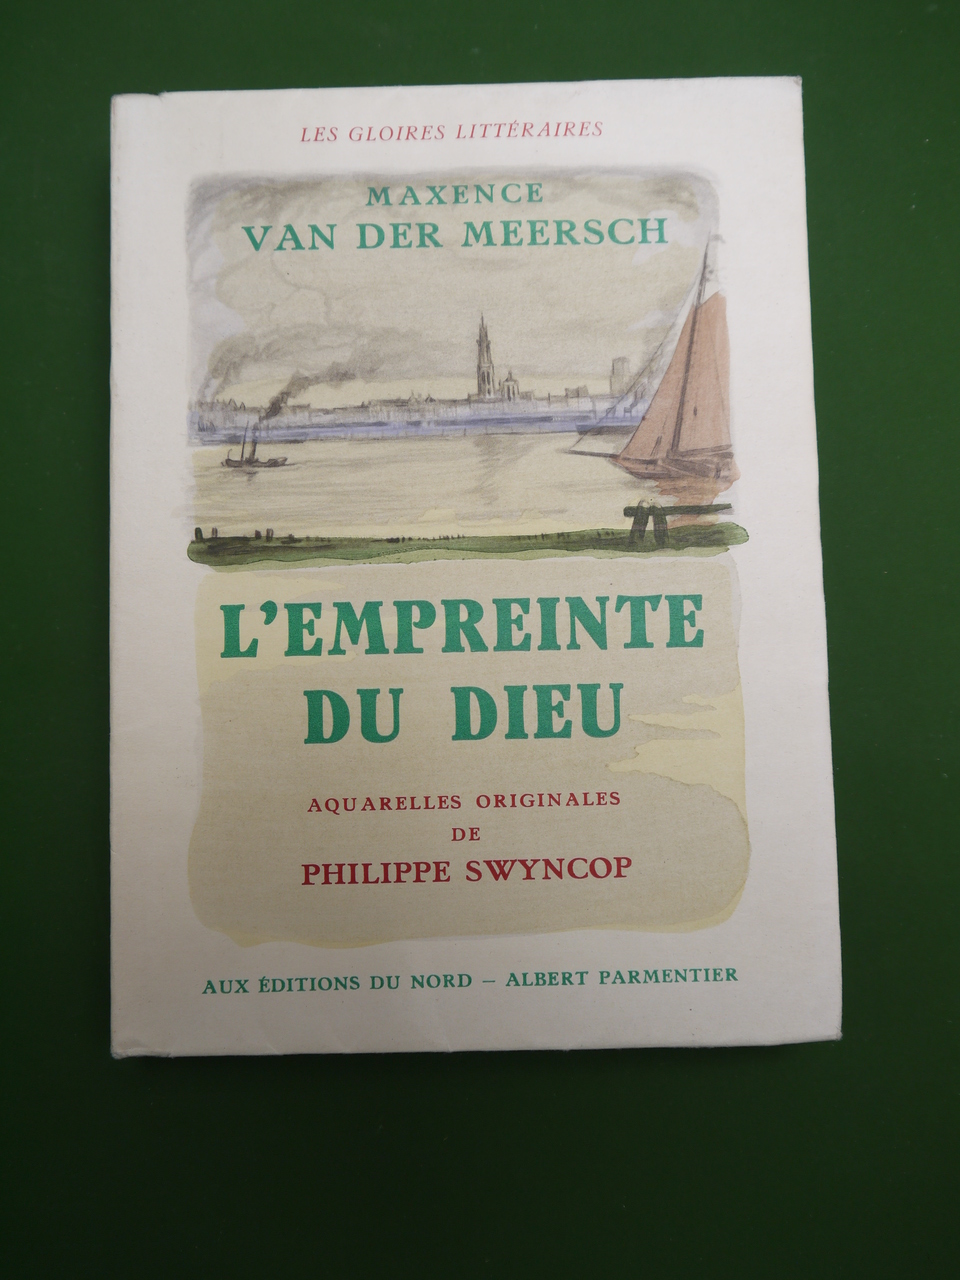 LES GLOIRES LITTÉRAIRES
MAXENCE
VAN DER MEERSCH
L'EMPREINTE
DU DIEU
AQUARELLES ORIGINALES
DE
PHILIPPE SWYNCOP
AUX ÉDITIONS DU NORD — ALBERT PARMENTIER